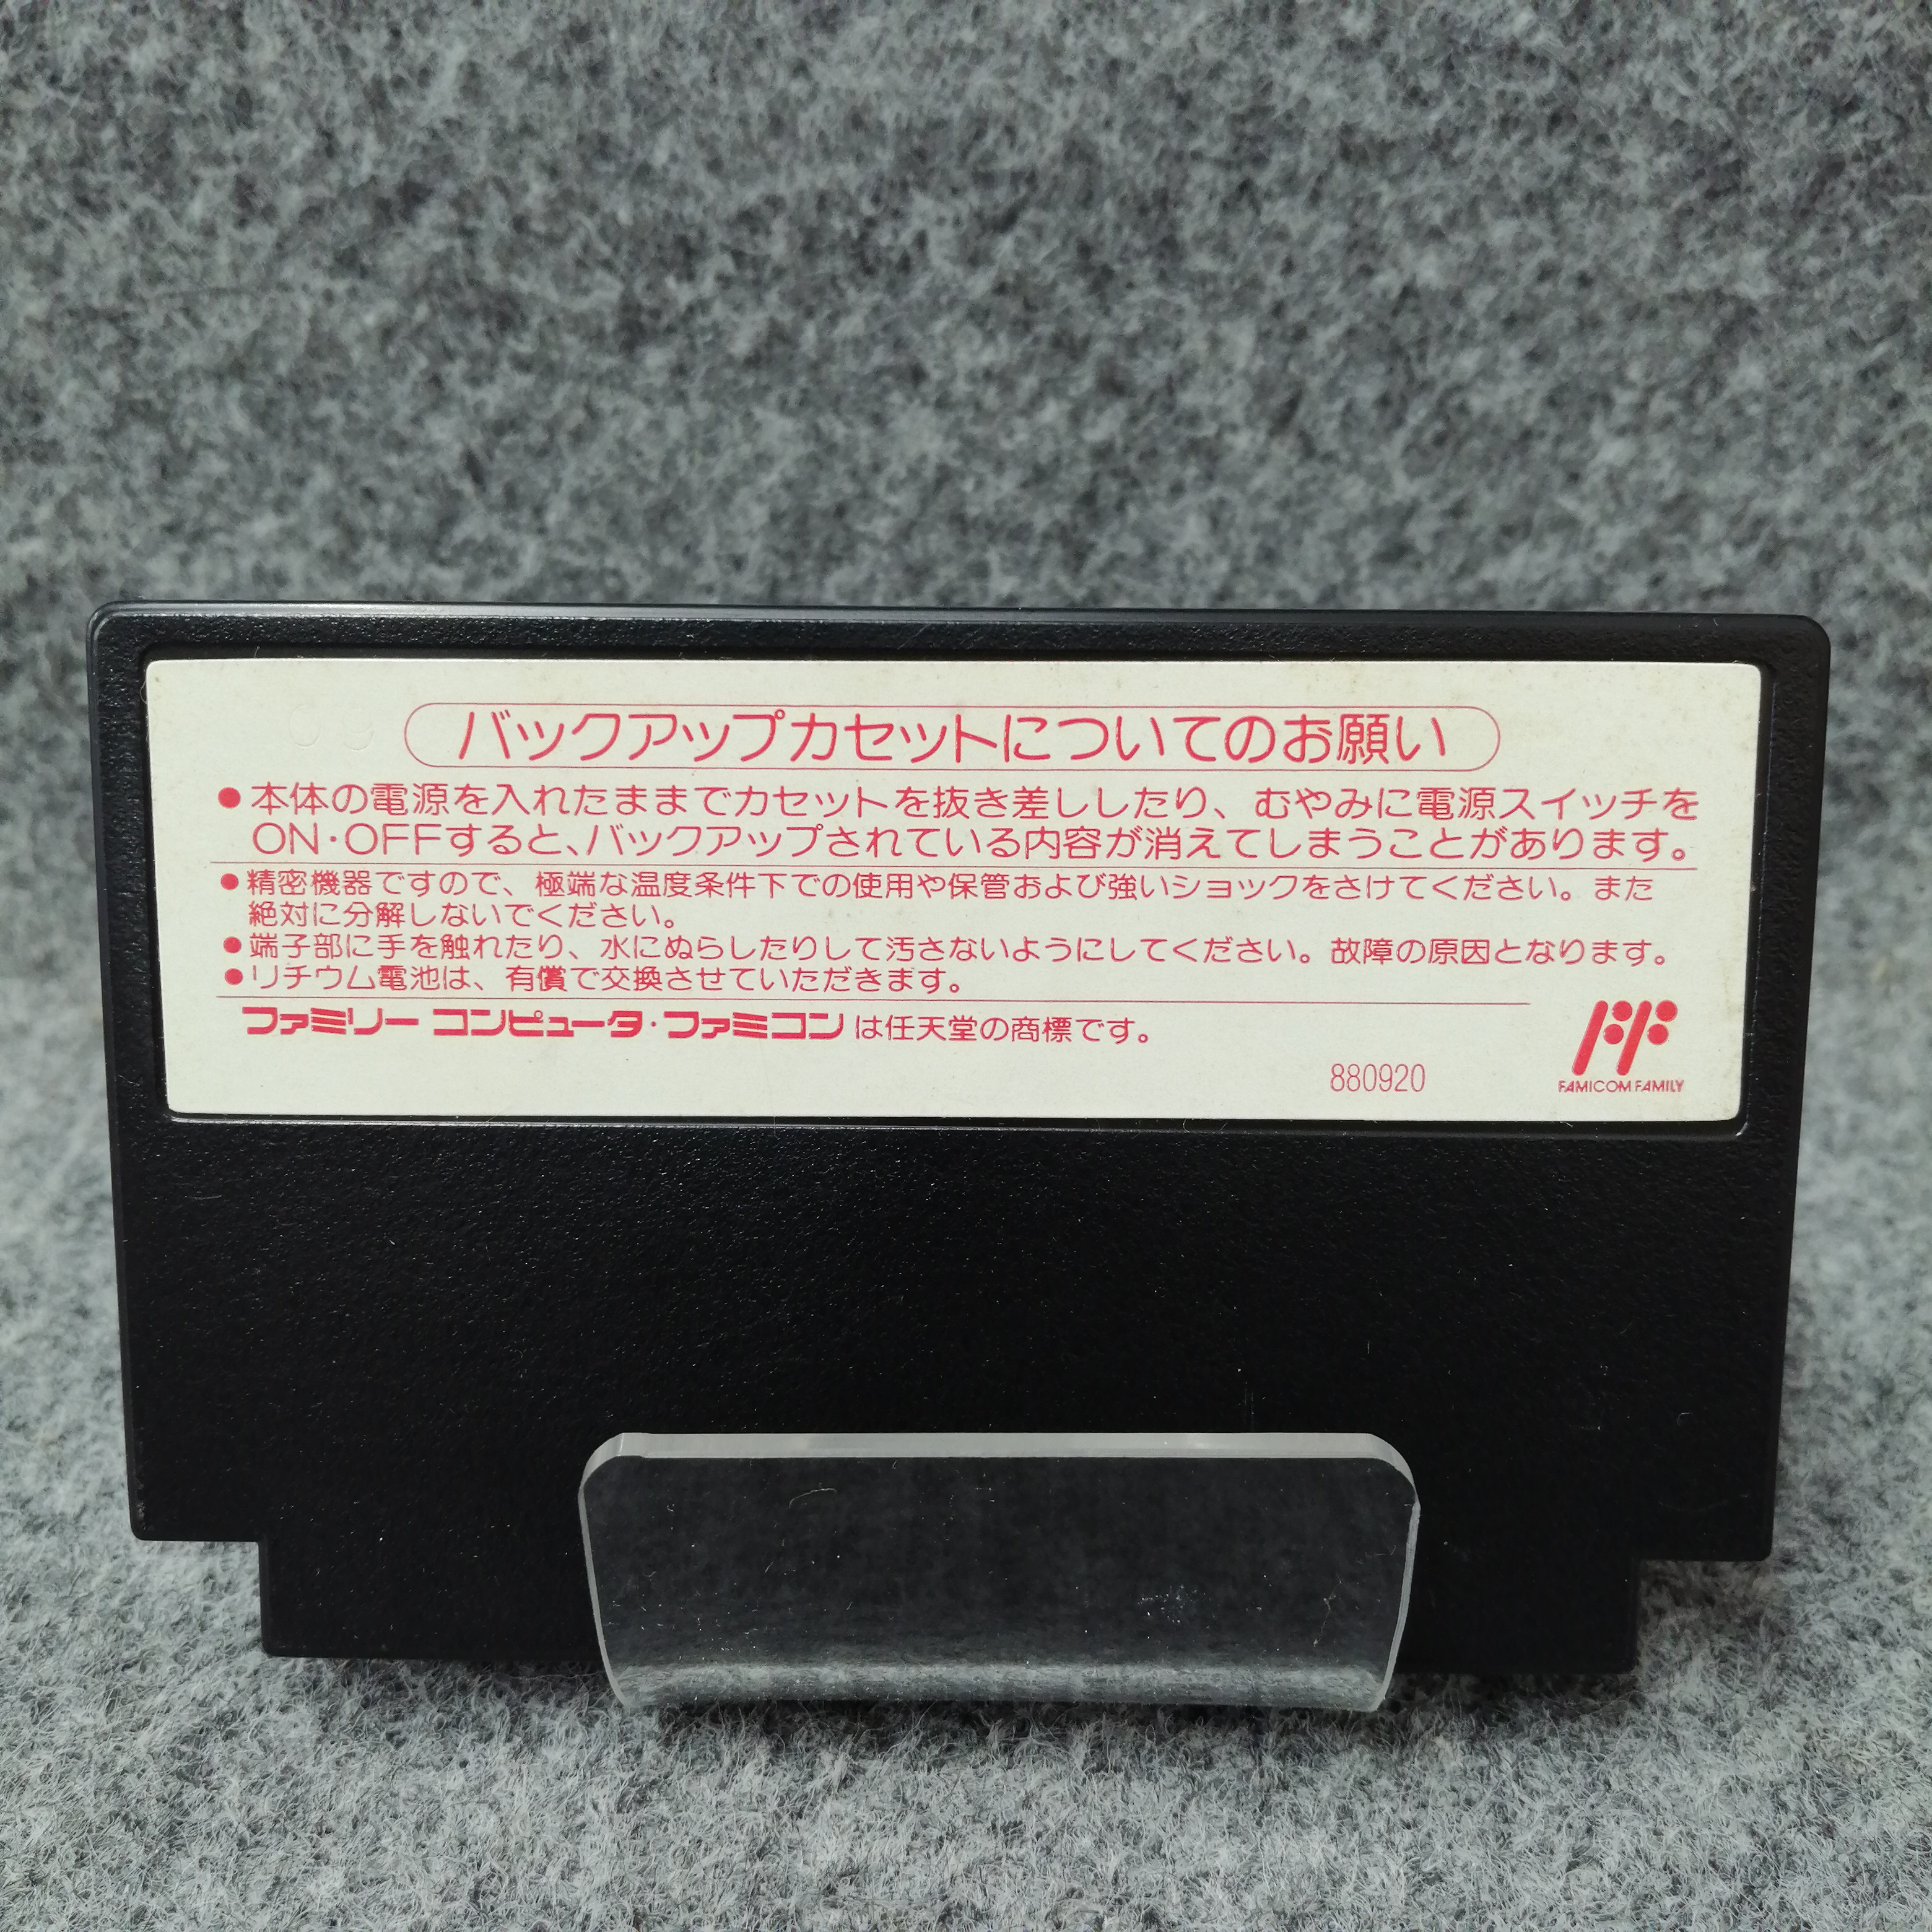 バックアップカセットについてのお願い
●本体の電源を入れたままでカセットを抜き差ししたり、むやみに電源スイッチを
ON・OFFすると、バックアップされている内容が消えてしまうことがあります。
●精密機器ですので、極端な温度条件下での使用や保管および強いショックをさけてください。また
絶対に分解しないでください。
●端子部に手を触れたり、水にぬらしたりして汚さないようにしてください。故障の原因となります。
●リチウム電池は、有償で交換させていただきます。
ファミリー コンピュータ・ファミコンは任天堂の商標です。
880920
FAMICOM FAMILY